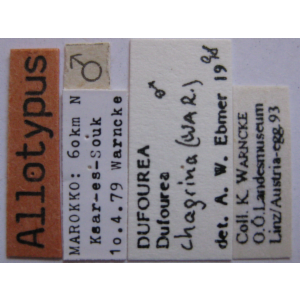 Allotypus
♂
MAROKKO: 60km N
Ksar-es-Souk
10.4.79 Warncke
♂
DUFOUREA
Dufourea
chagrina (WAR.)
det. A. W. Ebmer 19
Coll. K. WARNCKE
O.Ö.Landesmuseum
Linz/Austria-egg.93